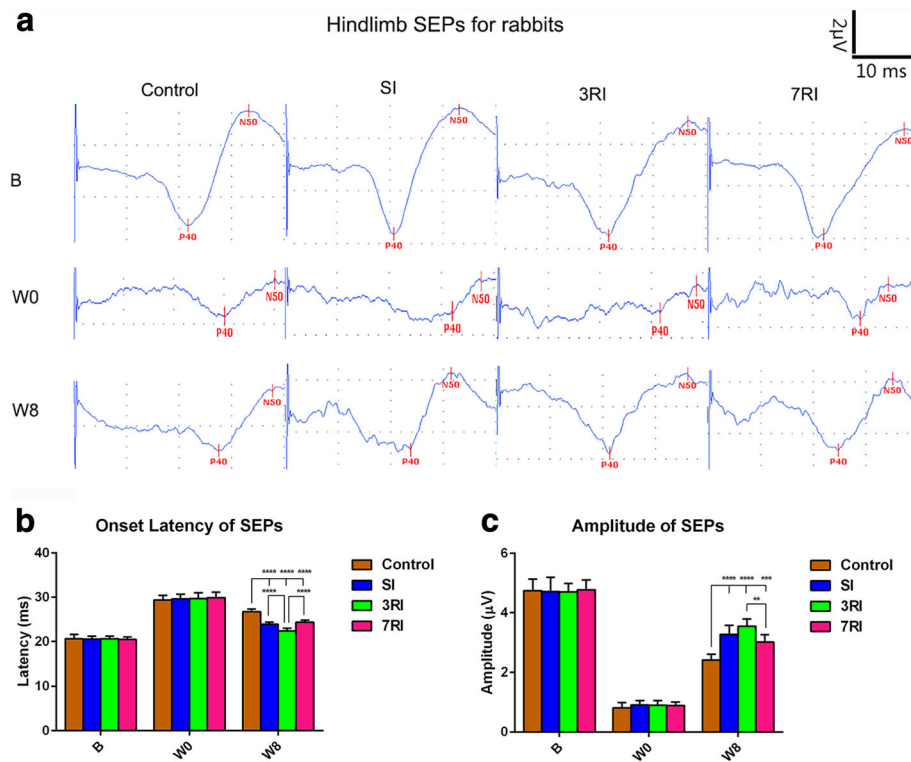 a
Hindlimb SEPs for rabbits
2μV
10 ms
Control
SI
3RI
7RI
B
N50
N50
N50
N50
P40
P40
P40
P40
W0
N50
N50
N50
N50
P40
P40
P40
P40
W8
N50
N50
N50
N50
P40
P40
P40
P40
b
Onset Latency of SEPs
Latency (ms)
40
30
20
10
0
**** **** ****
**** ****
B
W0
W8
Control
SI
3RI
7RI
c
Amplitude of SEPs
Amplitude (μV)
6
4
2
0
**** **** ***
**
B
W0
W8
Control
SI
3RI
7RI